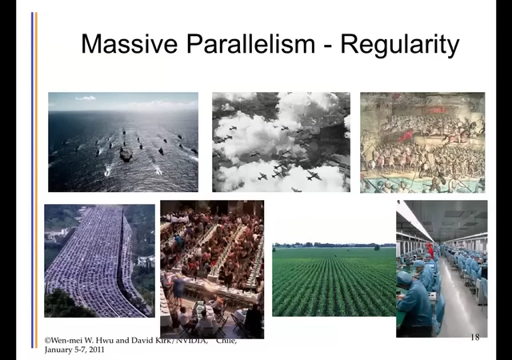 Massive Parallelism - Regularity
©Wen-mei W. Hwu and David Kirk/NVIDIA, Chile,
January 5-7, 2011
18